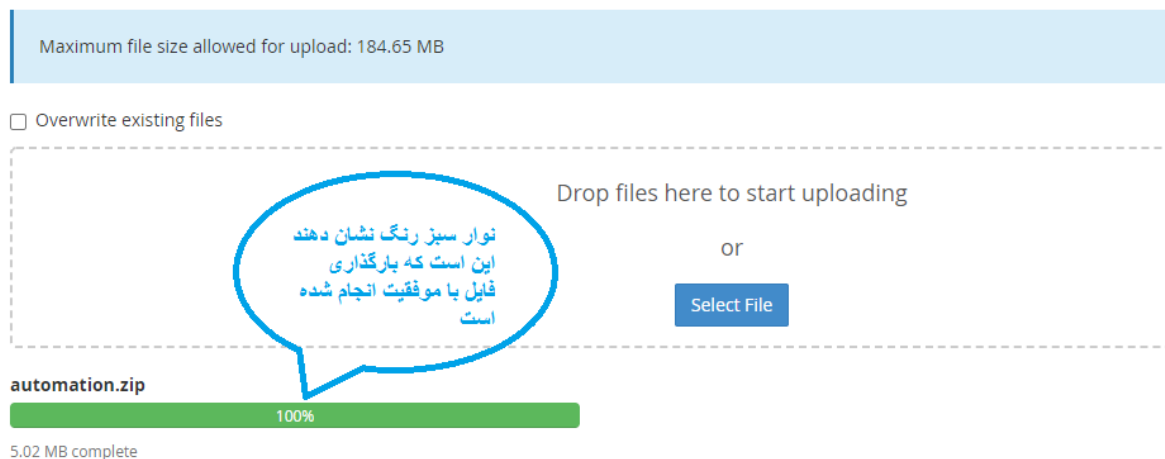 Maximum file size allowed for upload: 184.65 MB
Overwrite existing files
Drop files here to start uploading
or
Select File
نوار سبز رنگ نشان دهند
این است که بارگذاری
فایل با موفقیت انجام شده
است
automation.zip
100%
5.02 MB complete